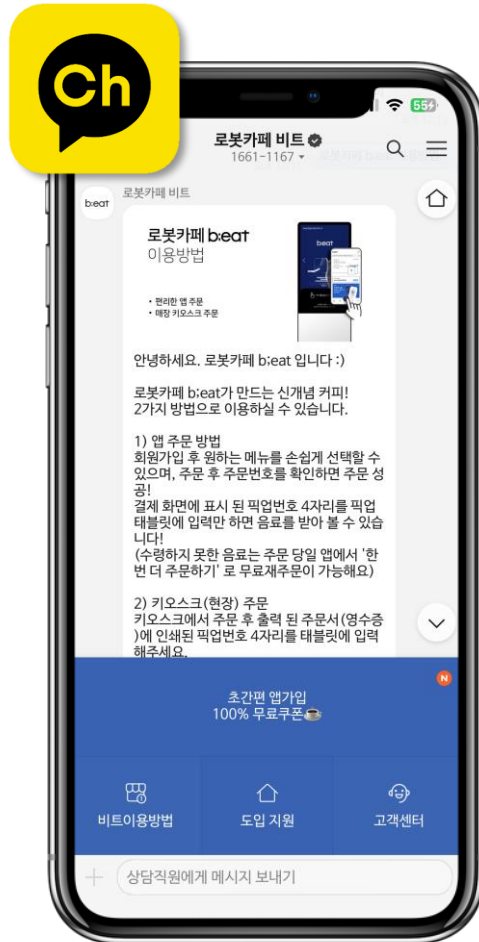 Ch
55
로봇카페 비트
1661-1167
로봇카페 비트
b:eat
로봇카페 b:eat
이용방법
• 편리한 앱 주문
• 매장 키오스크 주문
beat
안녕하세요. 로봇카페 b;eat 입니다 :)
로봇카페 b;eat가 만드는 신개념 커피!
2가지 방법으로 이용하실 수 있습니다.
1) 앱 주문 방법
회원가입 후 원하는 메뉴를 손쉽게 선택할 수
있으며, 주문 후 주문번호를 확인하면 주문 성
공!
결제 화면에 표시 된 픽업번호 4자리를 픽업
태블릿에 입력만 하면 음료를 받아 볼 수 있습
니다!
(수령하지 못한 음료는 주문 당일 앱에서 '한
번 더 주문하기' 로 무료재주문이 가능해요)
2) 키오스크(현장) 주문
키오스크에서 주문 후 출력 된 주문서(영수증
)에 인쇄된 픽업번호 4자리를 태블릿에 입력
해주세요.
N
초간편 앱가입
100% 무료쿠폰☕
비트이용방법
도입 지원
고객센터
상담직원에게 메시지 보내기